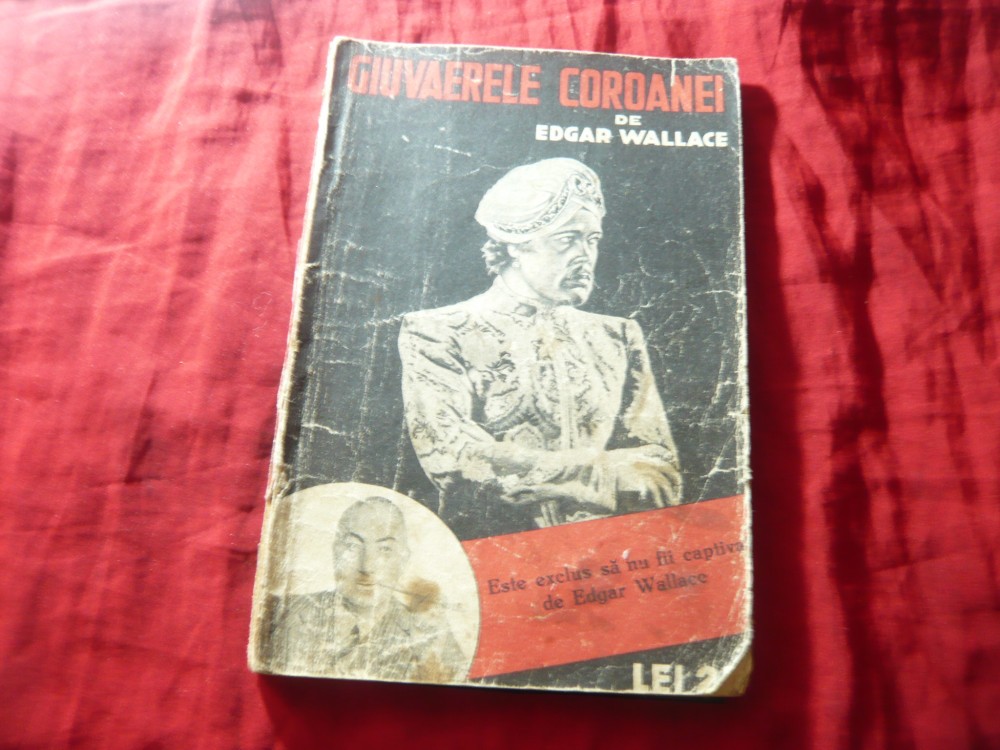 GIUVAERELE COROANEI
DE
EDGAR WALLACE
Este exclus să nu fii captiva
de Edgar Wallace
LEI 2